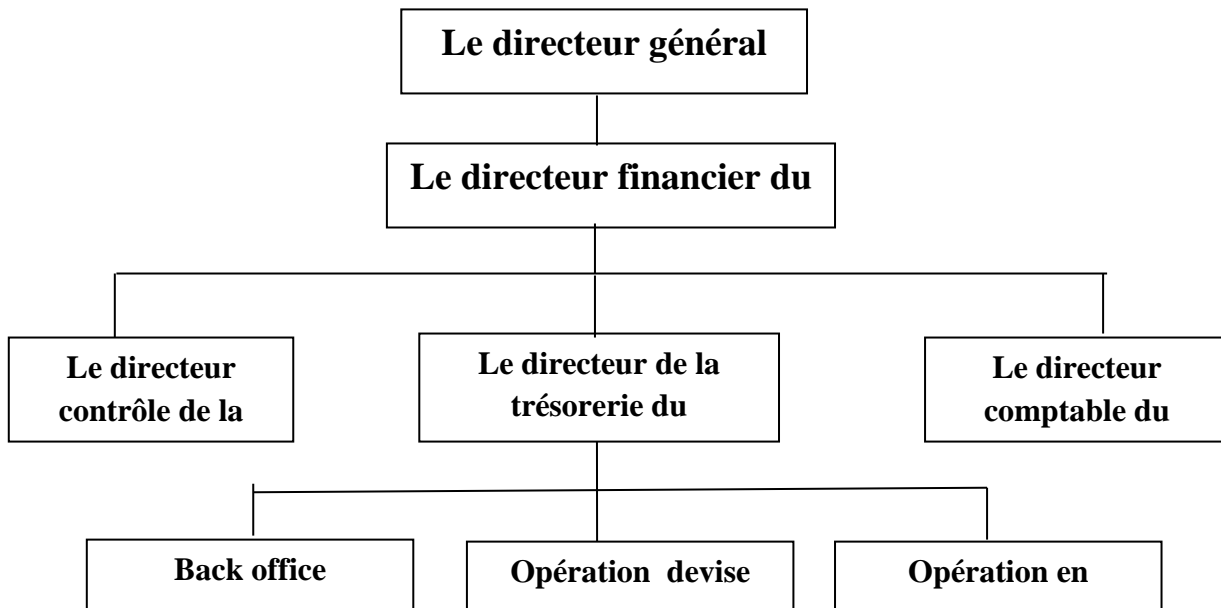 Le directeur général
Le directeur financier du
Le directeur
contrôle de la
Le directeur de la
trésorerie du
Le directeur
comptable du
Back office
Opération devise
Opération en